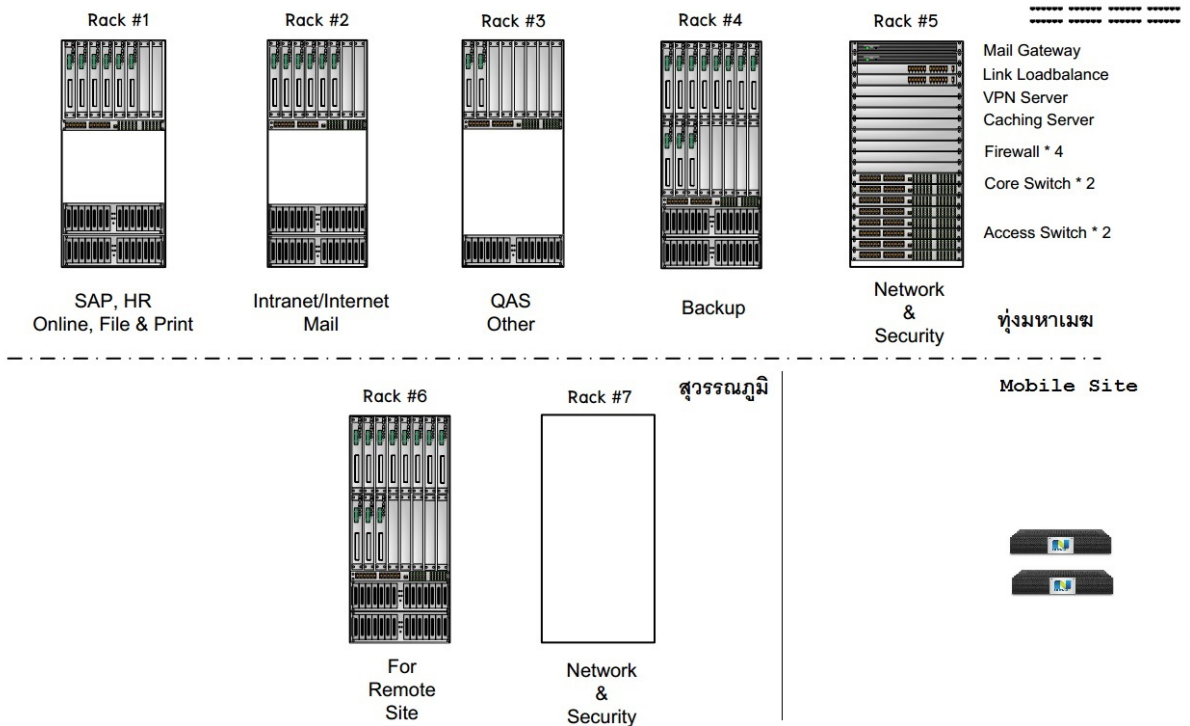 Rack #1
Rack #2
Rack #3
Rack #4
Rack #5
Mail Gateway
Link Loadbalance
VPN Server
Caching Server
Firewall * 4
Core Switch * 2
Access Switch * 2
SAP, HR
Online, File & Print
Intranet/Internet
Mail
QAS
Other
Backup
Network
&
Security
ทุ่งมหาเมฆ
Rack #6
Rack #7
สุวรรณภูมิ
Mobile Site
For
Remote
Site
Network
&
Security